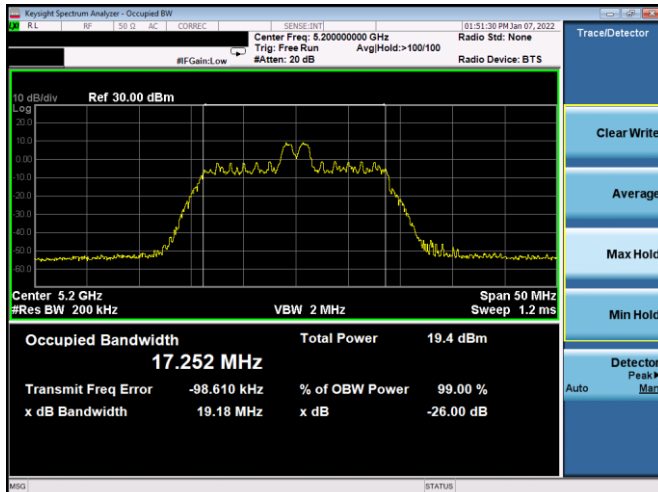 Keysight Spectrum Analyzer - Occupied BW
RL RF 50 Ω AC CORREC SENSE:INT 01:51:30 PM Jan 07, 2022
Center Freq: 5.200000000 GHz Radio Std: None
Trig: Free Run Avg|Hold:>100/100
#IFGain:Low #Atten: 20 dB Radio Device: BTS
10 dB/div Ref 30.00 dBm
Log
20.0
10.0
0.00
-10.0
-20.0
-30.0
-40.0
-50.0
-60.0
Center 5.2 GHz Span 50 MHz
#Res BW 200 kHz VBW 2 MHz Sweep 1.2 ms
Occupied Bandwidth Total Power 19.4 dBm
17.252 MHz
Transmit Freq Error -98.610 kHz % of OBW Power 99.00 %
x dB Bandwidth 19.18 MHz x dB -26.00 dB
MSG STATUS
Trace/Detector
Clear Write
Average
Max Hold
Min Hold
Detector
Peak
Auto Man